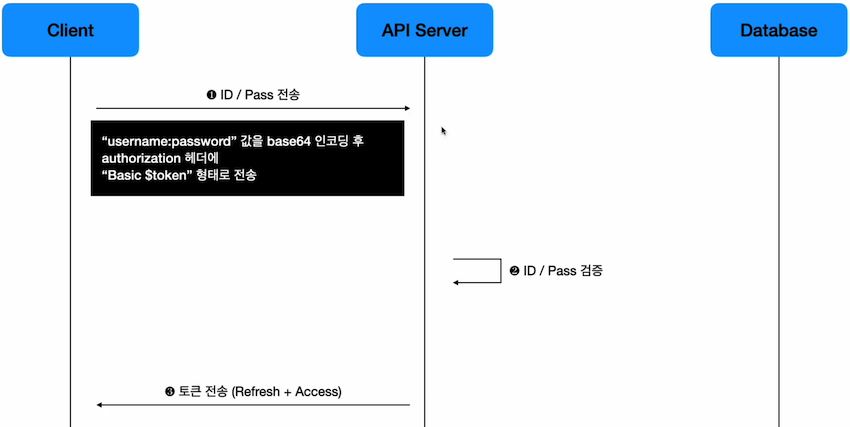 Client
API Server
Database
❶ ID / Pass 전송
“username:password” 값을 base64 인코딩 후
authorization 헤더에
“Basic $token” 형태로 전송
❷ ID / Pass 검증
❸ 토큰 전송 (Refresh + Access)